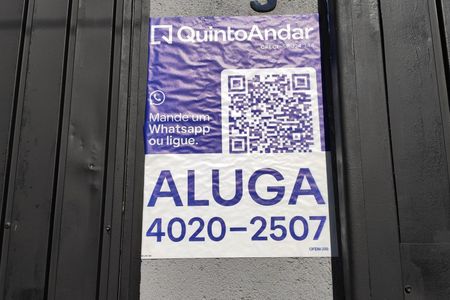 QuintoAndar
Mande um
Whatsapp
ou ligue.
ALUGA
4020-2507